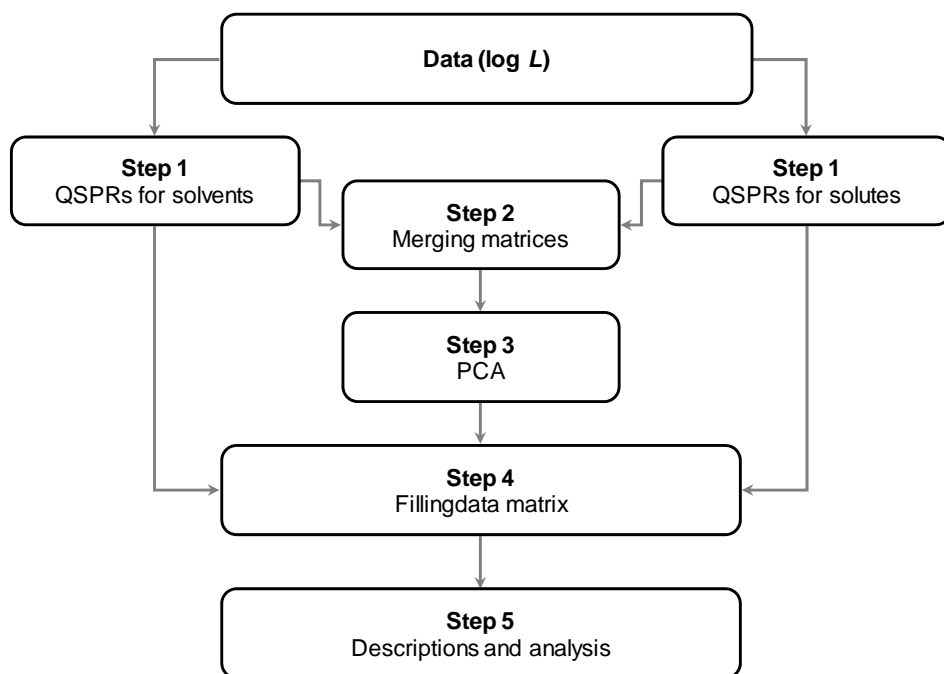 Data (log L)
Step 1
QSPRs for solvents
Step 1
QSPRs for solutes
Step 2
Merging matrices
Step 3
PCA
Step 4
Fillingdata matrix
Step 5
Descriptions and analysis